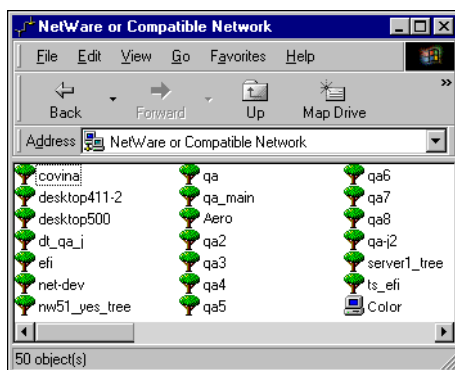 NetWare or Compatible Network
File Edit View Go Favorites Help
Back Forward Up Map Drive »
Address NetWare or Compatible Network
covina
desktop411-2
desktop500
dt_qa_j
efi
net-dev
nw51_yes_tree
qa
qa_main
Aero
qa2
qa3
qa4
qa5
qa6
qa7
qa8
qa-j2
server1_tree
ts_efi
Color
50 object(s)